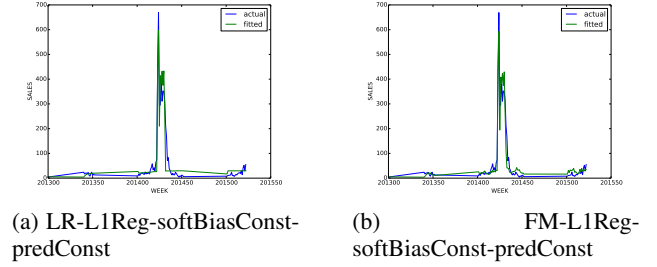 700
600
500
400
300
200
100
0
SALES
actual
fitted
201300 201350 201400 201450 201500 201550
WEEK
700
600
500
400
300
200
100
0
SALES
actual
fitted
201300 201350 201400 201450 201500 201550
WEEK
(a) LR-L1Reg-softBiasConst-
predConst
(b) FM-L1Reg-
softBiasConst-predConst